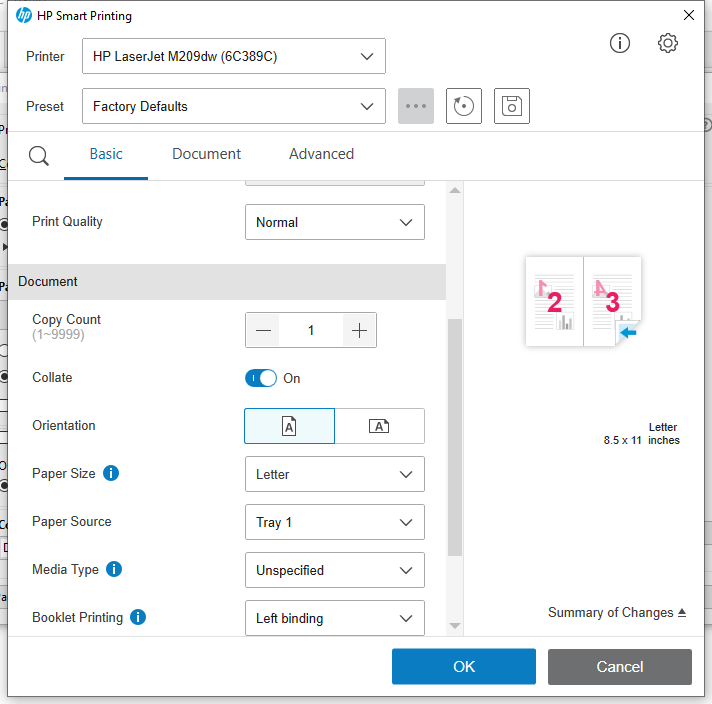 HP Smart Printing
Printer
HP LaserJet M209dw (6C389C)
Preset
Factory Defaults
Basic
Document
Advanced
Print Quality
Normal
Document
Copy Count
(1~9999)
1
Collate
On
Orientation
A
A
Paper Size
Letter
Paper Source
Tray 1
Media Type
Unspecified
Booklet Printing
Left binding
1
2
4
3
Letter
8.5 x 11 inches
Summary of Changes
OK
Cancel